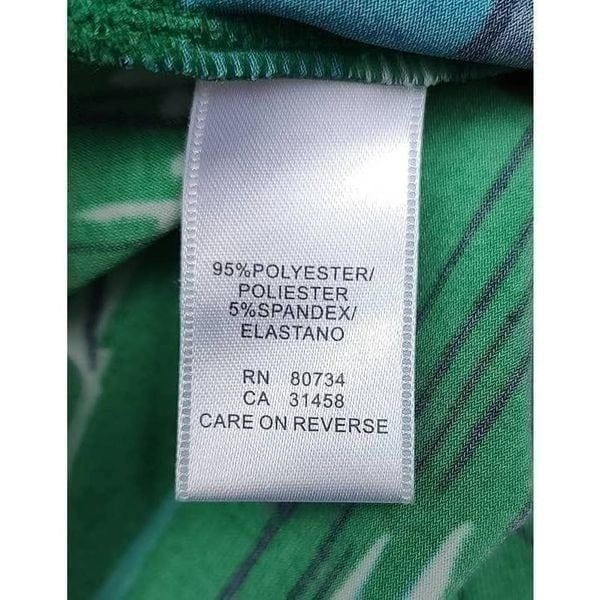 95%POLYESTER/
POLIESTER
5%SPANDEX/
ELASTANO
RN 80734
CA 31458
CARE ON REVERSE